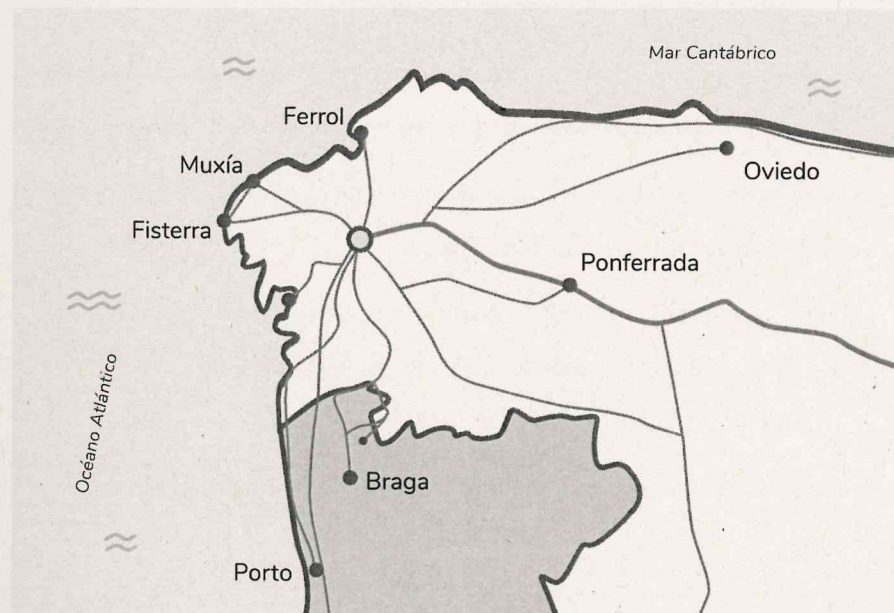 Mar Cantábrico
Ferrol
Muxía
Oviedo
Fisterra
Ponferrada
Océano Atlántico
Braga
Porto